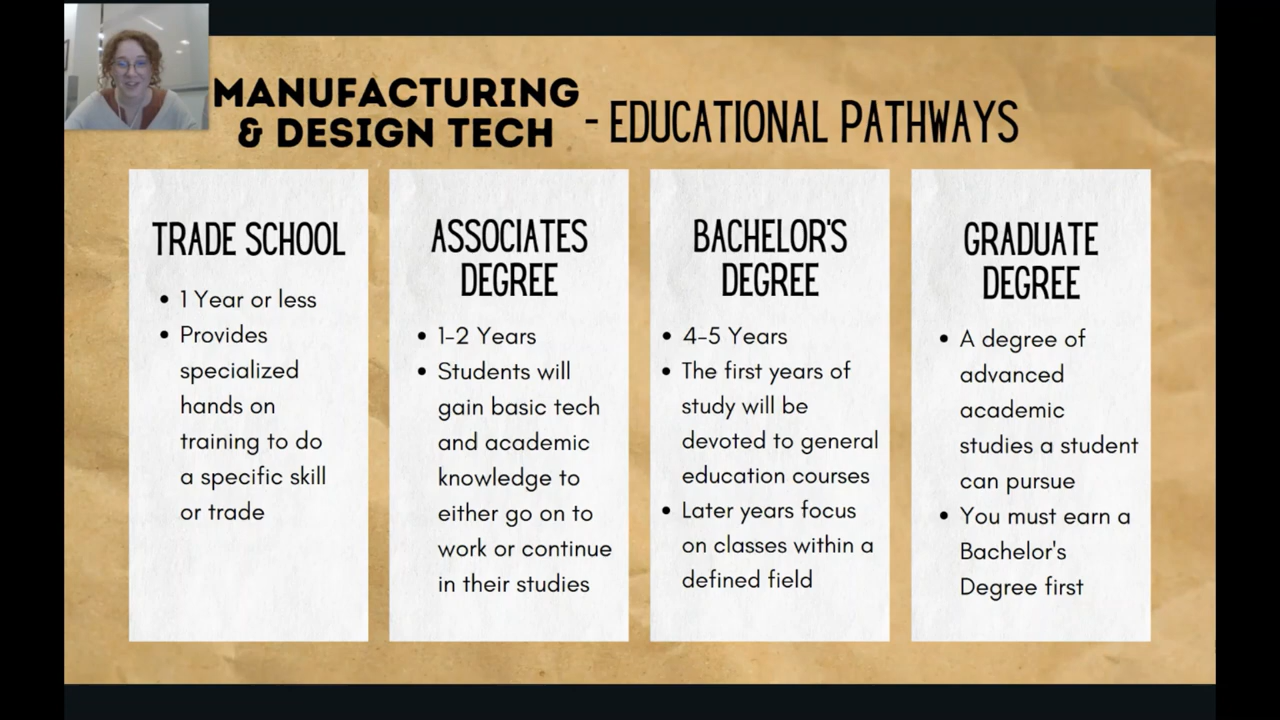 MANUFACTURING
& DESIGN TECH
- EDUCATIONAL PATHWAYS
TRADE SCHOOL
• 1 Year or less
• Provides
specialized
hands on
training to do
a specific skill
or trade
ASSOCIATES
DEGREE
• 1-2 Years
• Students will
gain basic tech
and academic
knowledge to
either go on to
work or continue
in their studies
BACHELOR'S
DEGREE
• 4-5 Years
• The first years of
study will be
devoted to general
education courses
• Later years focus
on classes within a
defined field
GRADUATE
DEGREE
• A degree of
advanced
academic
studies a student
can pursue
• You must earn a
Bachelor's
Degree first